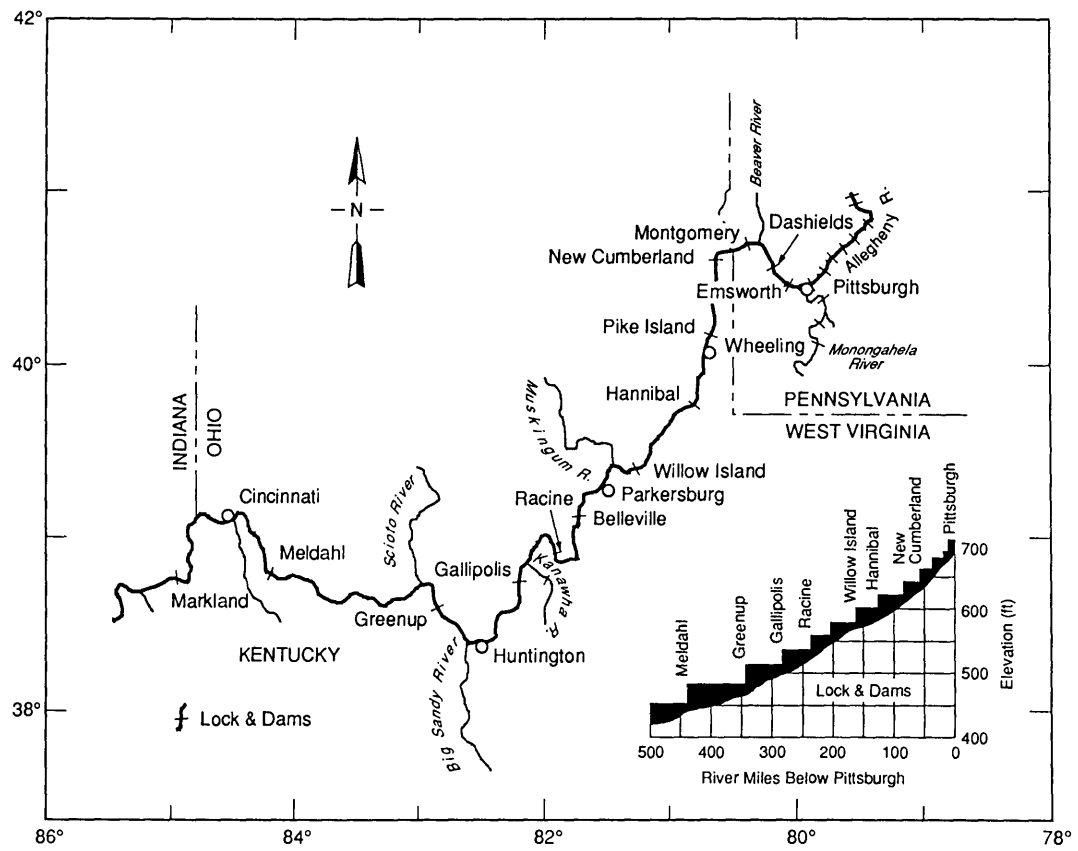 42°
Beaver River
N
Dashields
Allegheny R.
Montgomery
New Cumberland
Emsworth
Pittsburgh
Pike Island
Wheeling
Monongahela
River
40°
Hannibal
PENNSYLVANIA
WEST VIRGINIA
INDIANA
OHIO
Muskingum R.
Willow Island
Parkersburg
Racine
Belleville
Cincinnati
Scioto River
Meldahl
Gallipolis
Kanawha R.
Markland
Greenup
Huntington
KENTUCKY
Big Sandy River
38°
Lock & Dams
86°
84°
82°
80°
78°
Meldahl
Greenup
Gallipolis
Racine
Willow Island
Hannibal
New
Cumberland
Pittsburgh
700
600
500
400
Elevation (ft)
Lock & Dams
500
400
300
200
100
0
River Miles Below Pittsburgh